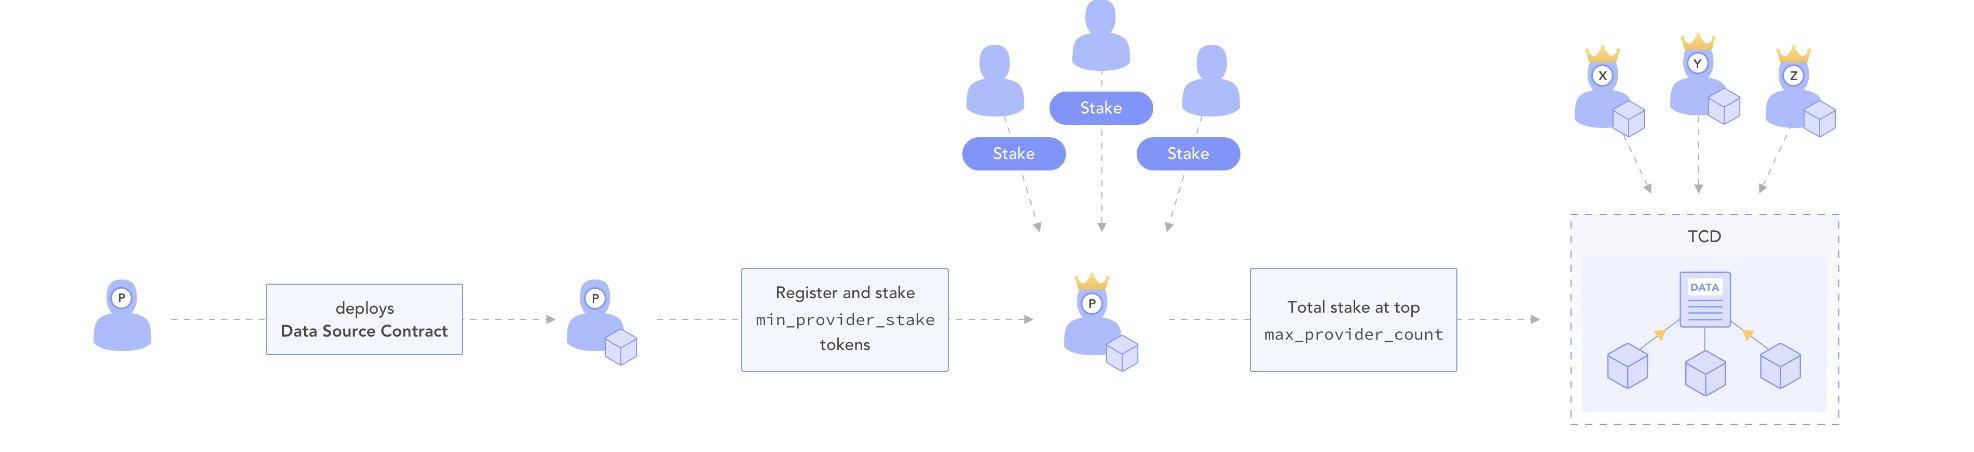 P
deploys
Data Source Contract
P
Register and stake
min_provider_stake
tokens
Stake
Stake
Stake
P
Total stake at top
max_provider_count
X
Y
Z
TCD
DATA